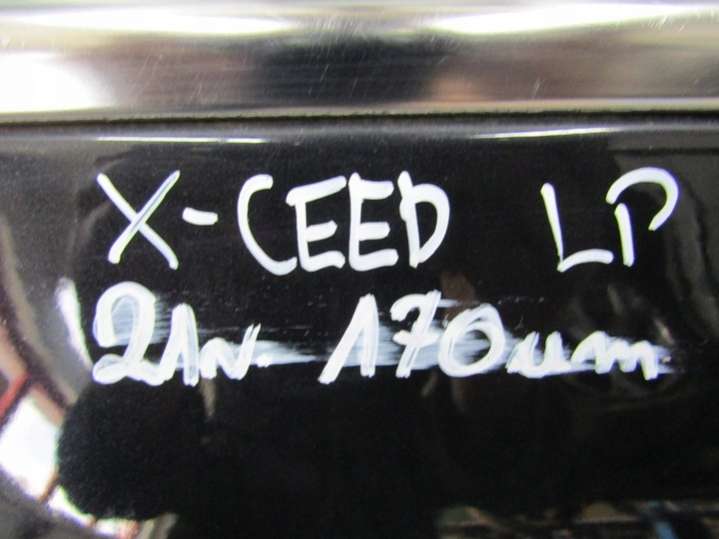 X-CEED LP
21r. 170um